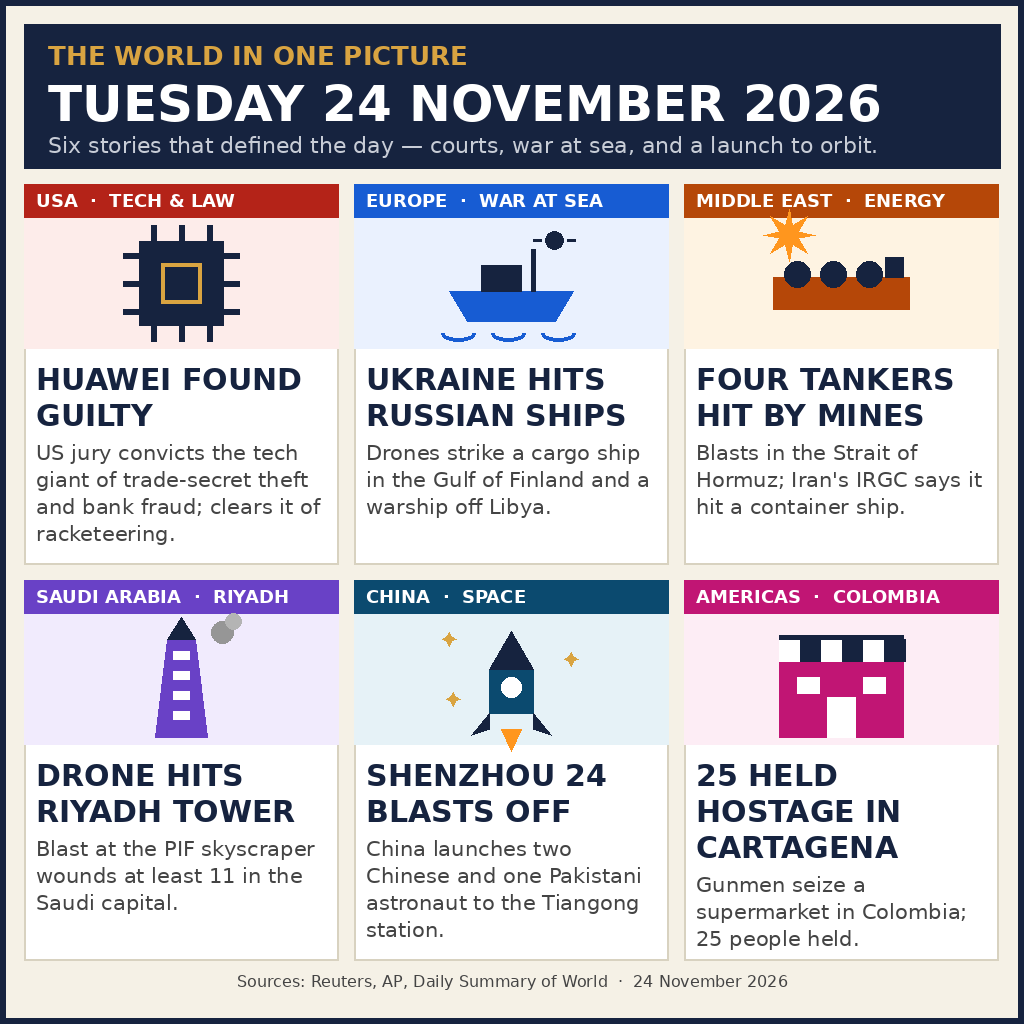 THE WORLD IN ONE PICTURE
TUESDAY 24 NOVEMBER 2026
Six stories that defined the day — courts, war at sea, and a launch to orbit.
USA · TECH & LAW
HUAWEI FOUND
GUILTY
US jury convicts the tech
giant of trade-secret theft
and bank fraud; clears it of
racketeering.
EUROPE · WAR AT SEA
UKRAINE HITS
RUSSIAN SHIPS
Drones strike a cargo ship
in the Gulf of Finland and a
warship off Libya.
MIDDLE EAST · ENERGY
FOUR TANKERS
HIT BY MINES
Blasts in the Strait of
Hormuz; Iran's IRGC says it
hit a container ship.
SAUDI ARABIA · RIYADH
DRONE HITS
RIYADH TOWER
Blast at the PIF skyscraper
wounds at least 11 in the
Saudi capital.
CHINA · SPACE
SHENZHOU 24
BLASTS OFF
China launches two
Chinese and one Pakistani
astronaut to the Tiangong
station.
AMERICAS · COLOMBIA
25 HELD
HOSTAGE IN
CARTAGENA
Gunmen seize a
supermarket in Colombia;
25 people held.
Sources: Reuters, AP, Daily Summary of World · 24 November 2026